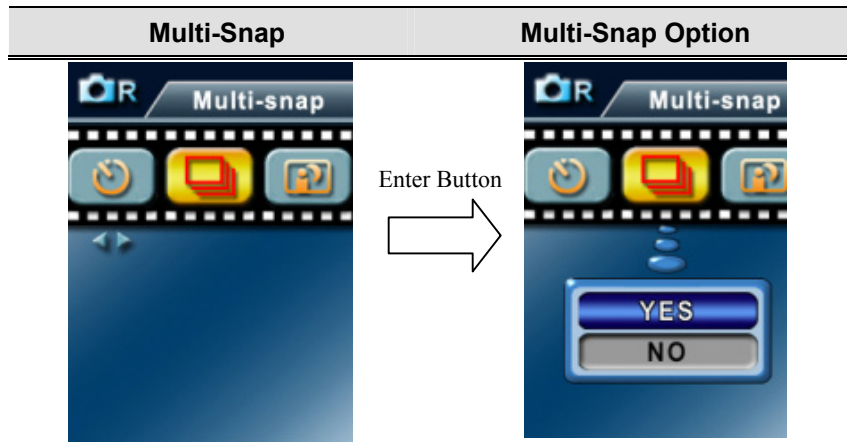 Multi-Snap
Multi-Snap Option
R
Multi-snap
Enter Button
R
Multi-snap
YES
NO